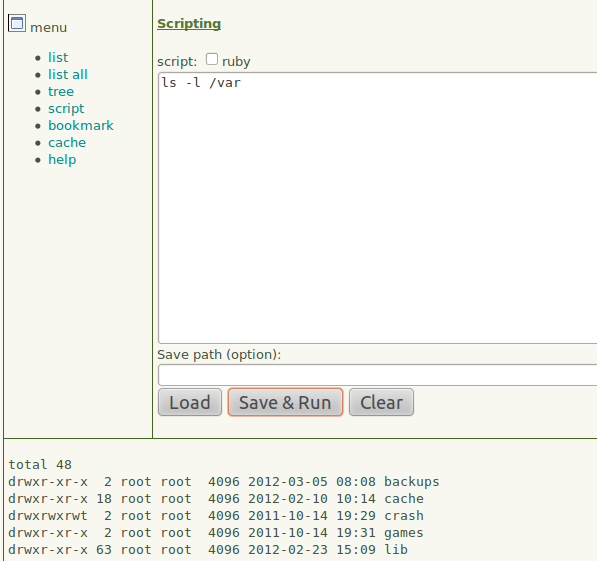 menu
list
list all
tree
script
bookmark
cache
help
Scripting
script: ruby
ls -l /var
Save path (option):
Load Save & Run Clear
total 48
drwxr-xr-x  2 root root  4096 2012-03-05 08:08 backups
drwxr-xr-x 18 root root  4096 2012-02-10 10:14 cache
drwxrwxrwt  2 root root  4096 2011-10-14 19:29 crash
drwxr-xr-x  2 root root  4096 2011-10-14 19:31 games
drwxr-xr-x 63 root root  4096 2012-02-23 15:09 lib